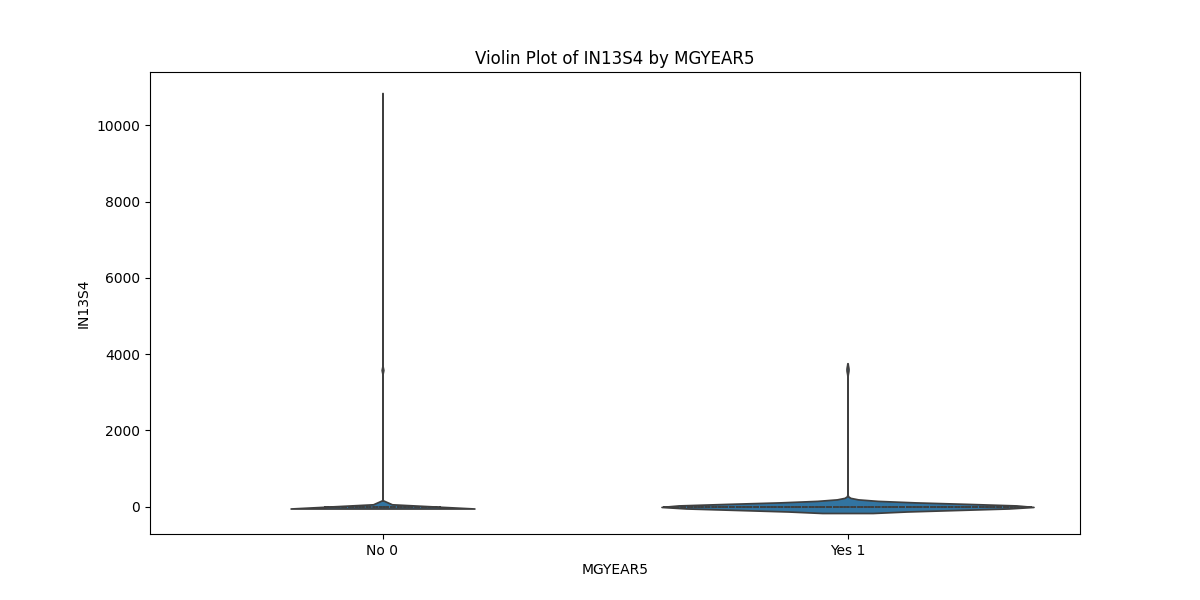 Violin Plot of IN13S4 by MGYEAR5
10000
8000
6000
4000
2000
0
IN13S4
No 0
Yes 1
MGYEAR5